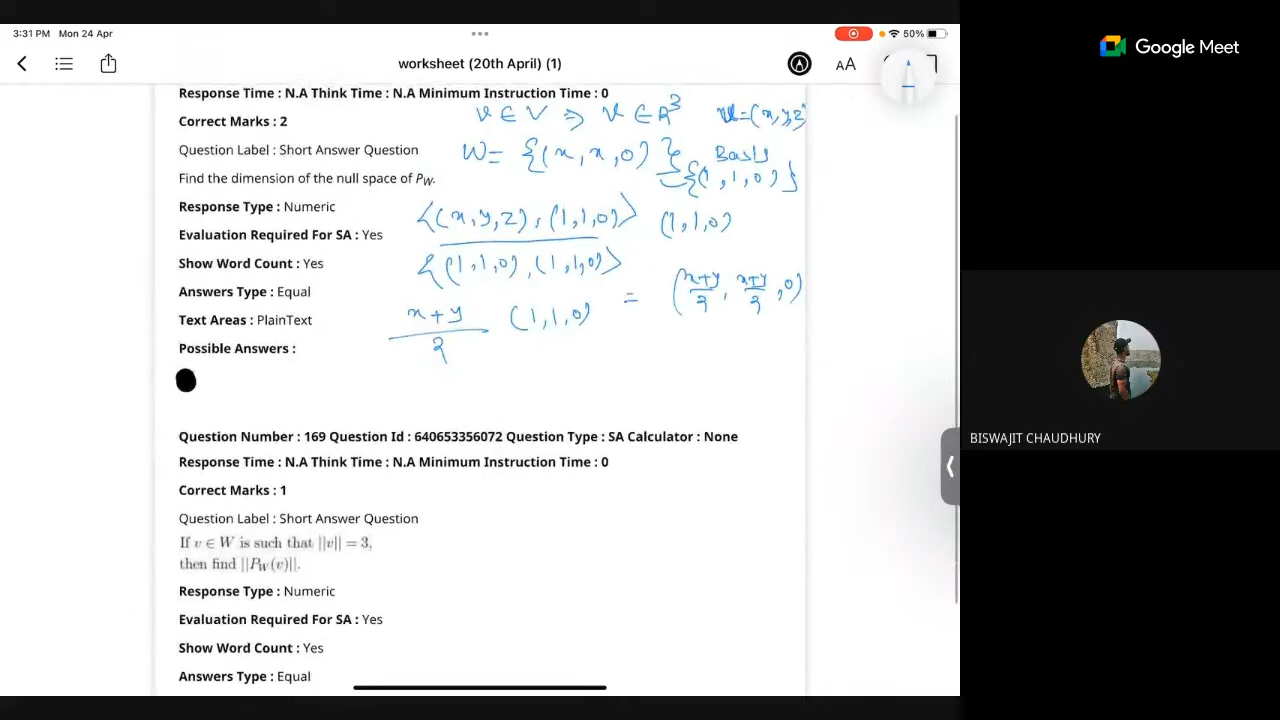 3:31 PM Mon 24 Apr
50%
worksheet (20th April) (1)
AA
Google Meet
Response Time : N.A Think Time : N.A Minimum Instruction Time : 0
v ∈ V ⇒ v ∈ R³ v=(x,y,z)
Correct Marks : 2
Question Label : Short Answer Question
W = {(x, x, 0)} Basis
{(1, 1, 0)}
Find the dimension of the null space of P_W.
Response Type : Numeric
<(x,y,z), (1,1,0)> (1,1,0)
Evaluation Required For SA : Yes
Show Word Count : Yes
<(1,1,0), (1,1,0)>
Answers Type : Equal
= (x+y/2, x+y/2, 0)
Text Areas : PlainText
x+y/2 (1,1,0)
Possible Answers :
Question Number : 169 Question Id : 640653356072 Question Type : SA Calculator : None
Response Time : N.A Think Time : N.A Minimum Instruction Time : 0
Correct Marks : 1
Question Label : Short Answer Question
If v ∈ W is such that ||v|| = 3,
then find ||P_W(v)||.
Response Type : Numeric
Evaluation Required For SA : Yes
Show Word Count : Yes
Answers Type : Equal
BISWAJIT CHAUDHURY